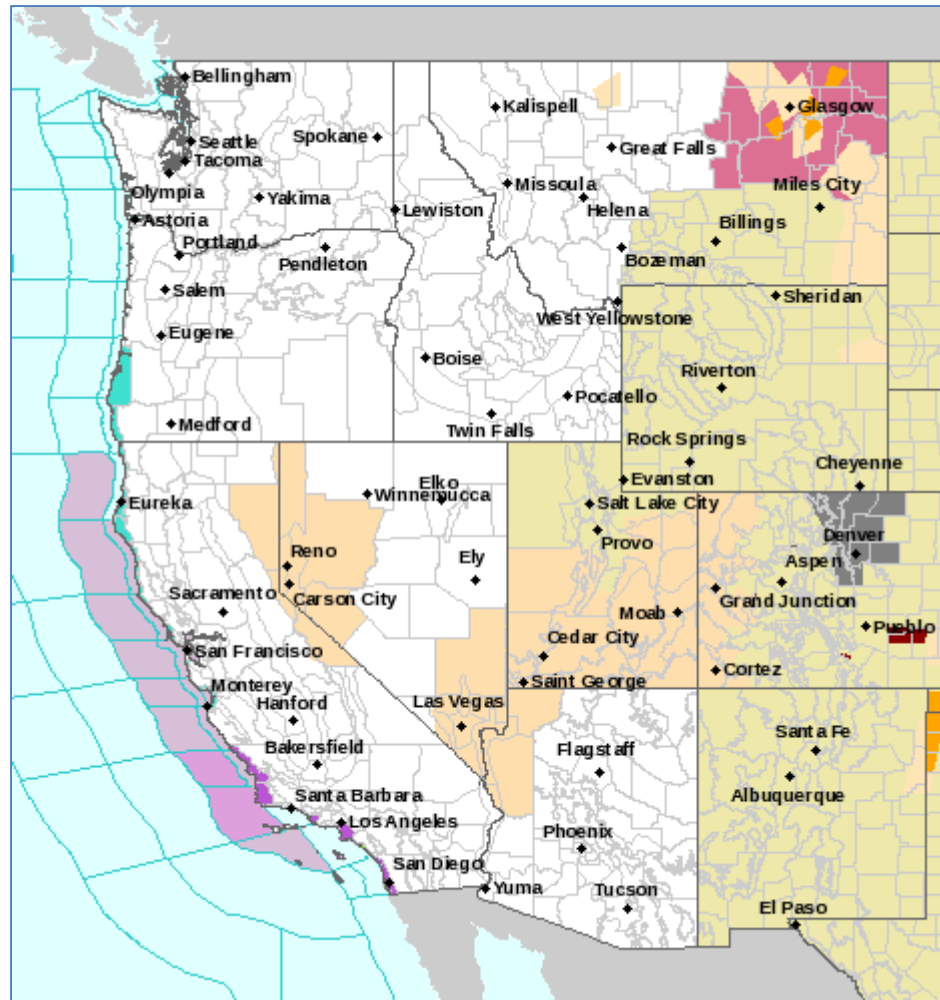 Bellingham
Kalispell
Glasgow
Seattle
Spokane
Great Falls
Tacoma
Olympia
Missoula
Miles City
Yakima
Lewiston
Helena
Astoria
Billings
Portland
Pendleton
Bozeman
Salem
Sheridan
West Yellowstone
Eugene
Boise
Riverton
Pocatello
Medford
Twin Falls
Rock Springs
Cheyenne
Elko
Evanston
Winnemucca
Eureka
Salt Lake City
Provo
Denver
Reno
Ely
Aspen
Sacramento
Carson City
Moab
Grand Junction
Pueblo
Cedar City
San Francisco
Cortez
Saint George
Monterey
Hanford
Las Vegas
Bakersfield
Flagstaff
Santa Fe
Albuquerque
Santa Barbara
Los Angeles
Phoenix
San Diego
Yuma
Tucson
El Paso